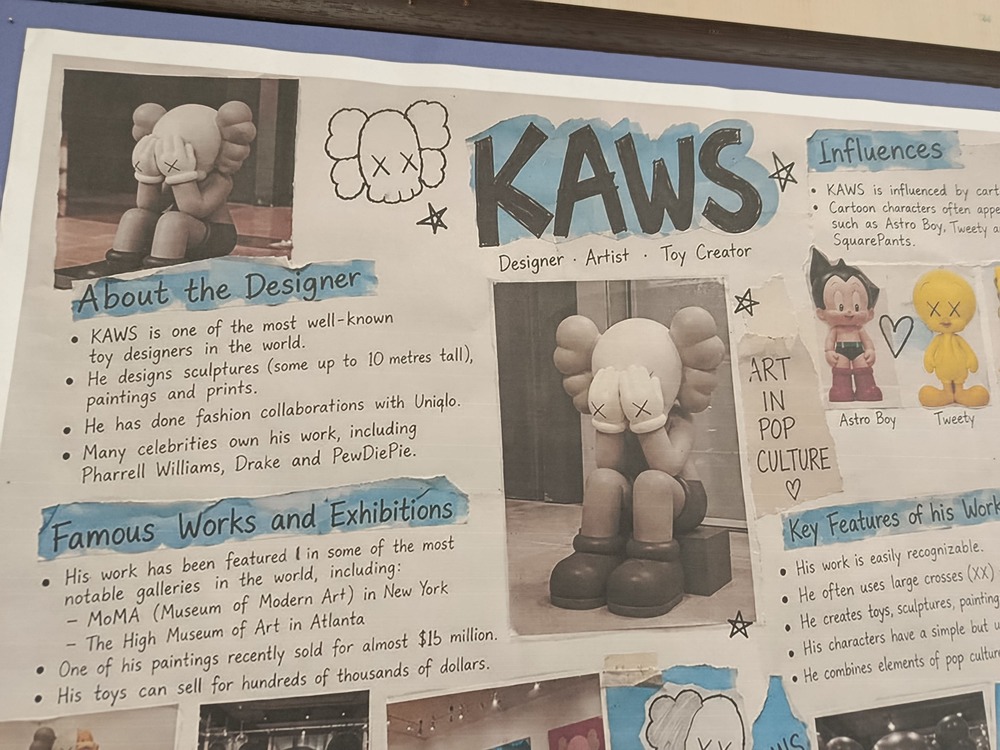 KAWS
Designer · Artist · Toy Creator
About the Designer
• KAWS is one of the most well-known
toy designers in the world.
• He designs sculptures (some up to 10 metres tall),
paintings and prints.
• He has done fashion collaborations with Uniqlo.
• Many celebrities own his work, including
Pharrell Williams, Drake and PewDiePie.
Famous Works and Exhibitions
• His work has been featured in some of the most
notable galleries in the world, including:
– MoMA (Museum of Modern Art) in New York
– The High Museum of Art in Atlanta
• One of his paintings recently sold for almost million.
• His toys can sell for hundreds of thousands of dollars.
ART
IN
POP
CULTURE
Influences
• KAWS is influenced by
• Cartoon characters often
such as Astro Boy, Tweety
SquarePants.
Astro Boy
Tweety
Key Features of his
• His work is easily recognizable.
• He often uses large crosses (XX)
• He creates toys, sculptures,
• His characters have a simple but
• He combines elements of pop